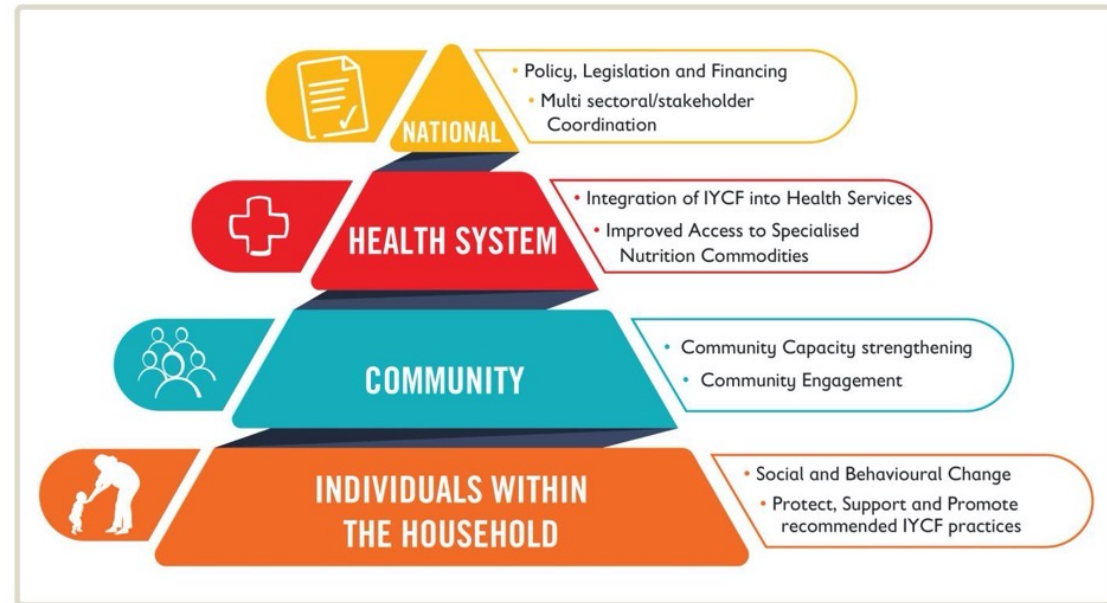 NATIONAL
• Policy, Legislation and Financing
• Multi sectoral/stakeholder
Coordination
HEALTH SYSTEM
• Integration of IYCF into Health Services
• Improved Access to Specialised
Nutrition Commodities
COMMUNITY
• Community Capacity strengthening
• Community Engagement
INDIVIDUALS WITHIN
THE HOUSEHOLD
• Social and Behavioural Change
• Protect, Support and Promote
recommended IYCF practices